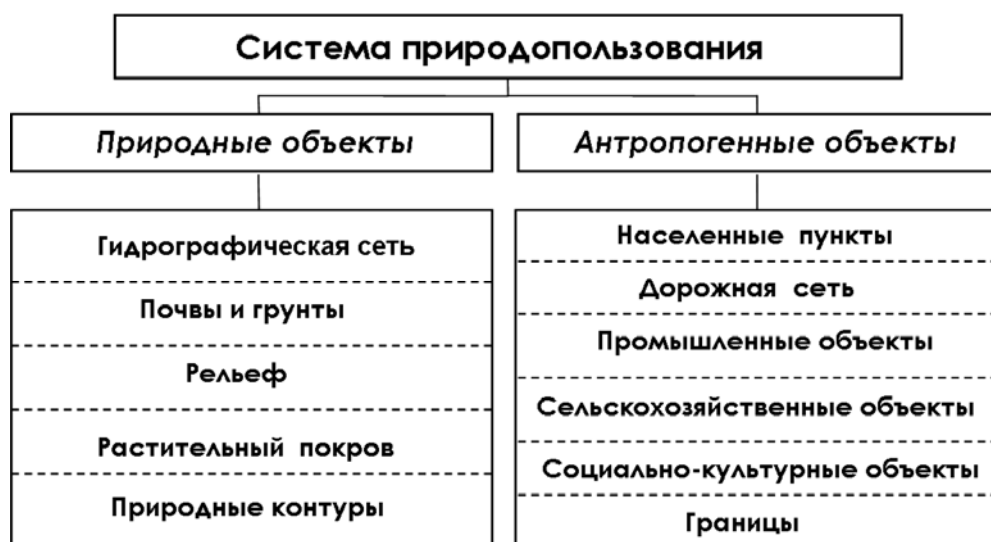 Система природопользования
Природные объекты
Антропогенные объекты
Гидрографическая сеть
Почвы и грунты
Рельеф
Растительный покров
Природные контуры
Населенные пункты
Дорожная сеть
Промышленные объекты
Сельскохозяйственные объекты
Социально-культурные объекты
Границы